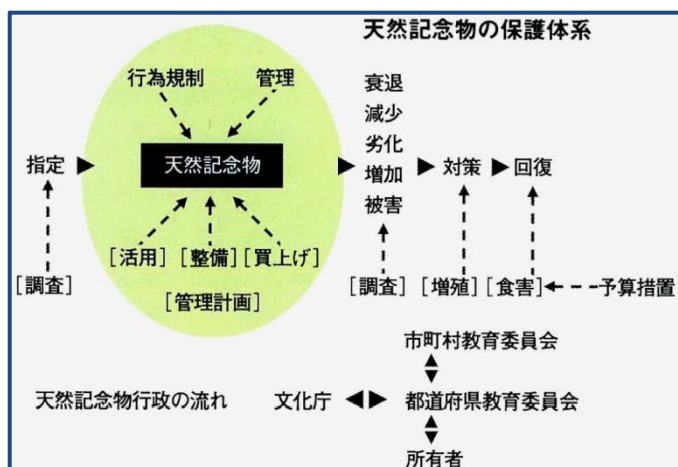 天然記念物の保護体系
行為規制
管理
指定
天然記念物
衰退
減少
劣化
増加
被害
対策
回復
[活用]
[整備]
[買上げ]
[管理計画]
[調査]
[調査]
[増殖]
[食害]
予算措置
市町村教育委員会
天然記念物行政の流れ
文化庁
都道府県教育委員会
所有者